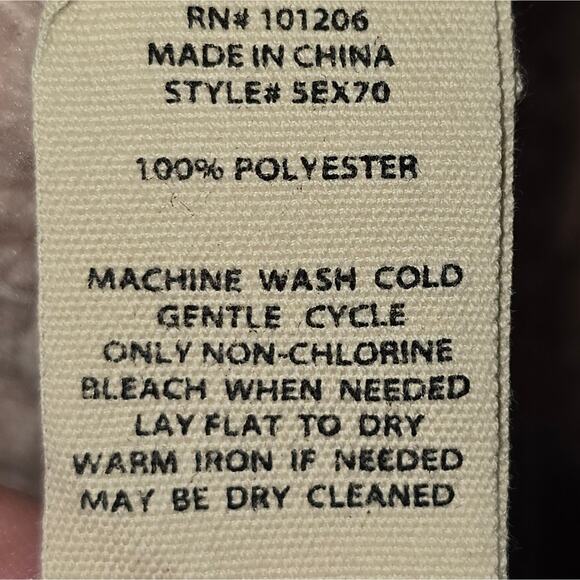 RN# 101206
MADE IN CHINA
STYLE# 5EX70
100% POLYESTER
MACHINE WASH COLD
GENTLE CYCLE
ONLY NON-CHLORINE
BLEACH WHEN NEEDED
LAY FLAT TO DRY
WARM IRON IF NEEDED
MAY BE DRY CLEANED